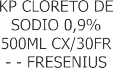 KP CLORETO DE
SODIO 0,9%
500ML CX/30FR
- - FRESENIUS